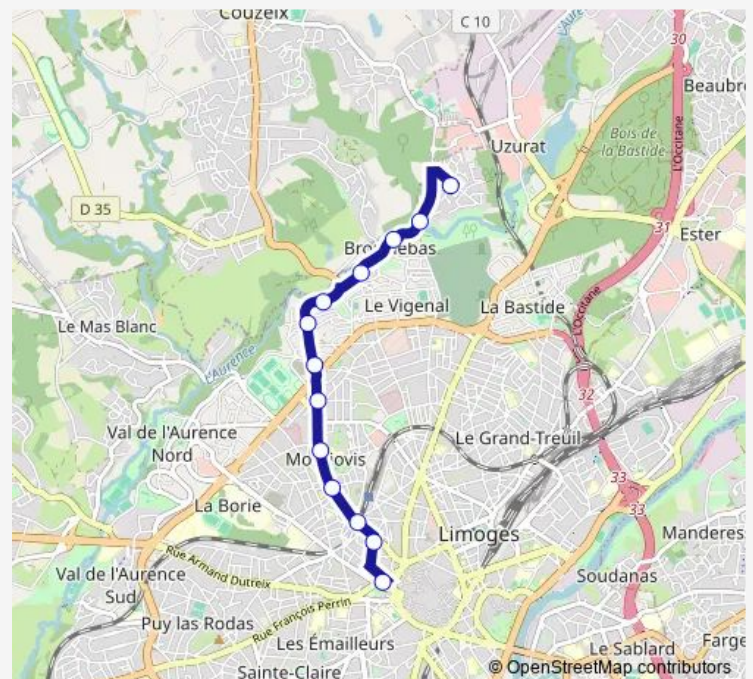 Couzeix
C 10
30
Beaubr
Uzurat
Bois de
la Bastide
L'Occitane
D 35
31
Ester
Le Vigenal
La Bastide
L'Occitane
Le Mas Blanc
L'Aurence
32
Val de l'Aurence
Nord
Le Grand-Treuil
La Borie
33
33
Limoges
Manderes
Rue Armand Dutreix
Val de l'Aurence
Sud
Soudanas
Puy las Rodas
Rue François Perrin
Les Émailleurs
Le Sablard
Farge
Sainte-Claire
© OpenStreetMap contributors